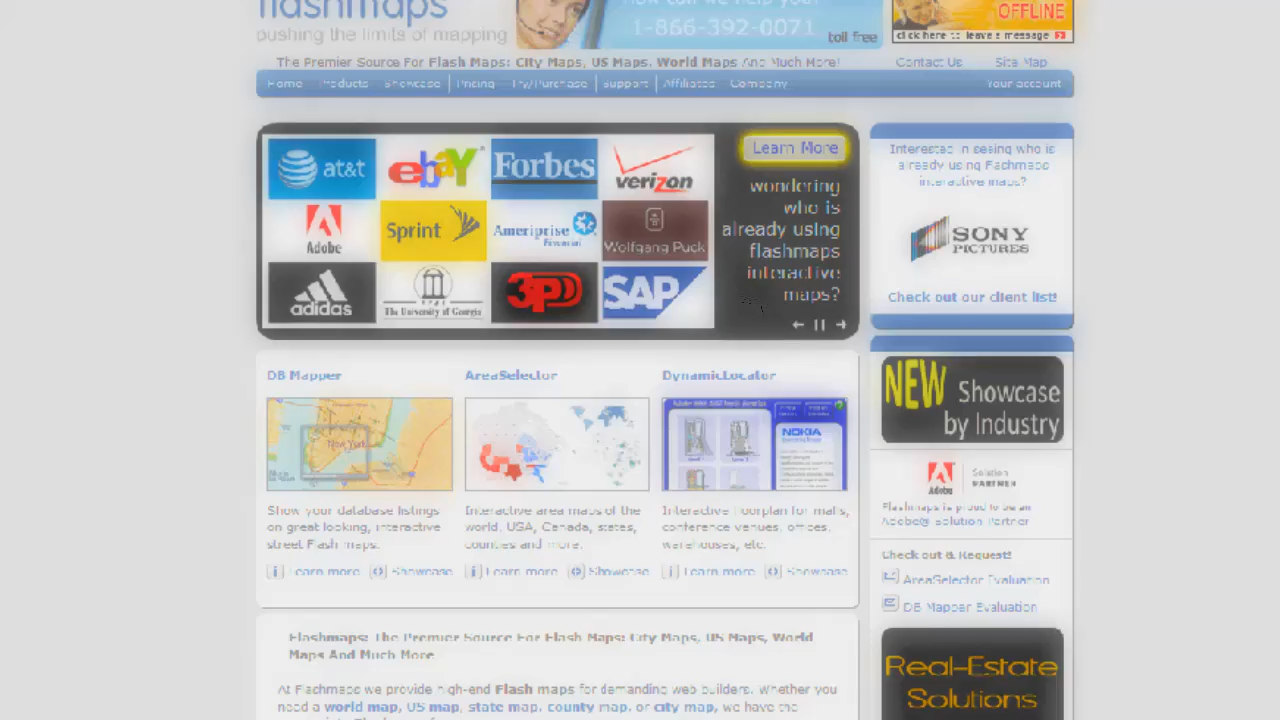 flashmaps
pushing the limits of mapping
How can we help you?
1-866-392-0071
toll free
OFFLINE
click here to leave a message
The Premier Source For Flash Maps: City Maps, US Maps, World Maps And Much More!
Contact Us
Site Map
Home Products Showcase Pricing Try/Purchase Support Affiliates Company
Your account
at&t
ebaY
Forbes
verizon
Adobe
Sprint
Ameriprise
Financial
Wolfgang Puck
adidas
The University of Georgia
3PD
SAP
Learn More
wondering
who is
already using
flashmaps
interactive
maps?
Interested in seeing who is
already using Flashmaps
interactive maps?
SONY
PICTURES
Check out our client list!
DB Mapper
AreaSelector
DynamicLocator
New York
NOKIA
Show your database listings
on great looking, interactive
street Flash maps.
Learn more
Showcase
Interactive area maps of the
world, USA, Canada, states,
counties and more.
Learn more
Showcase
Interactive floorplan for malls,
conference venues, offices,
warehouses, etc.
Learn more
Showcase
NEW Showcase
by Industry
Adobe
Solution
PARTNER
Flashmaps is proud to be an
Adobe® Solution Partner
Check out & Request!
AreaSelector Evaluation
DB Mapper Evaluation
Real-Estate
Solutions
Flashmaps: The Premier Source For Flash Maps: City Maps, US Maps, World
Maps And Much More
At Flashmaps we provide high-end Flash maps for demanding web builders. Whether you
need a world map, US map, state map, county map, or city map, we have the